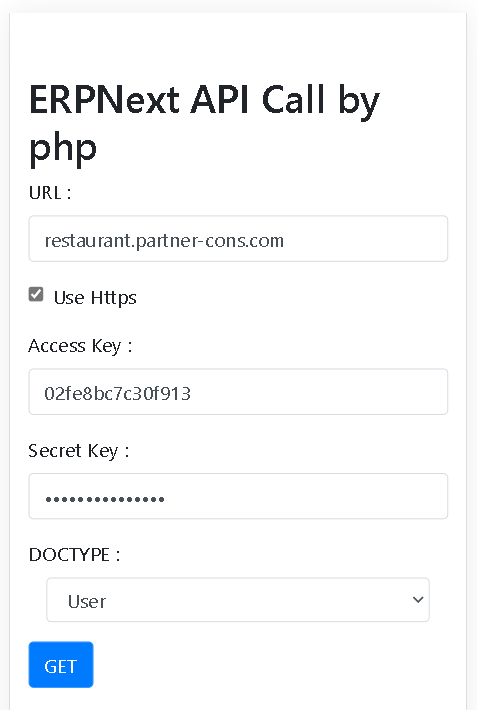 ERPNext API Call by
php
URL :
restaurant.partner-cons.com
Use Https
Access Key :
02fe8bc7c30f913
Secret Key :
•••••••••••••••
DOCTYPE :
User
GET